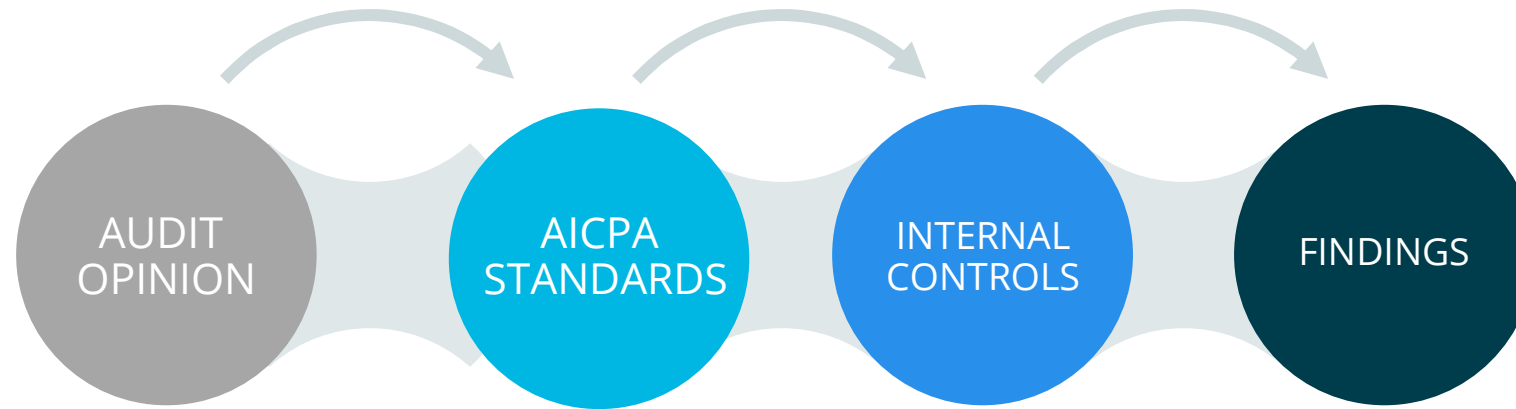 AUDIT
OPINION
AICPA
STANDARDS
INTERNAL
CONTROLS
FINDINGS